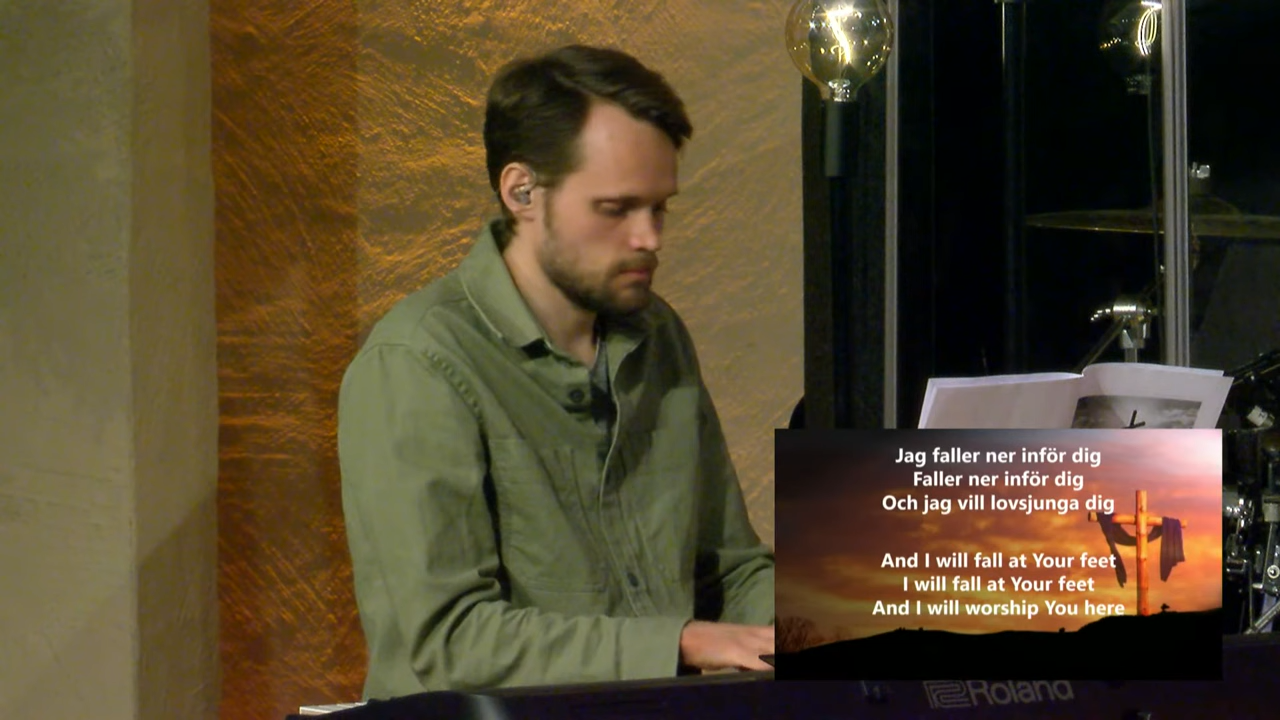 Jag faller ner inför dig
Faller ner inför dig
Och jag vill lovsjunga dig
And I will fall at Your feet
I will fall at Your feet
And I will worship You here
Roland